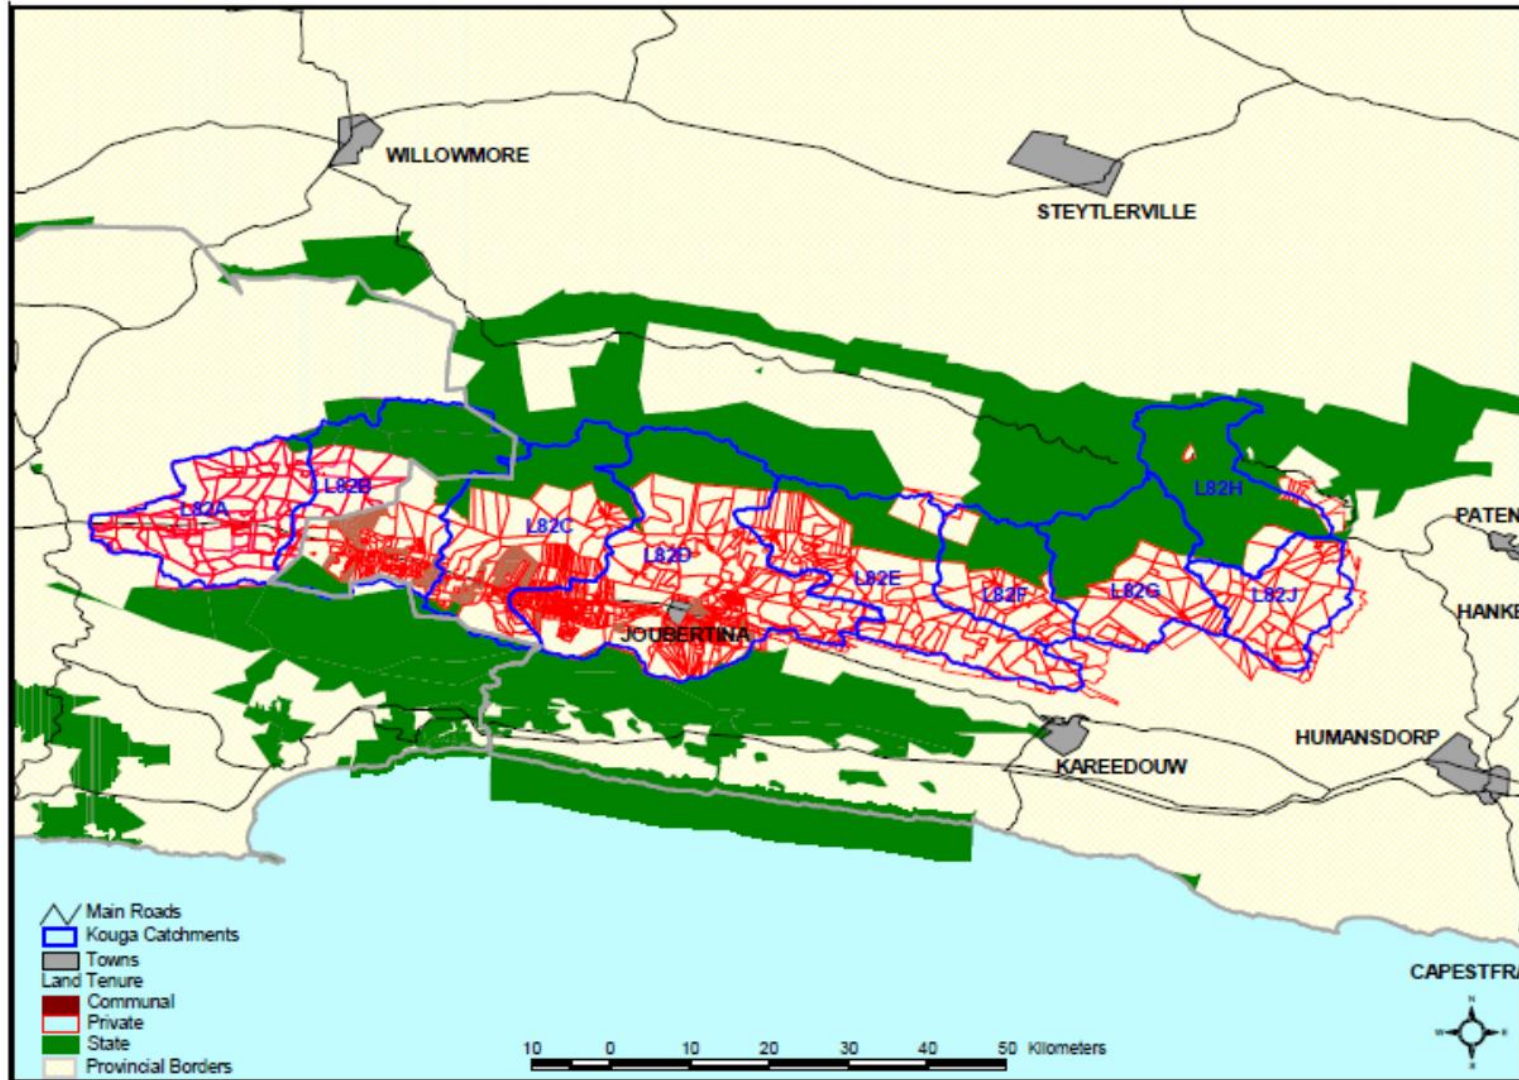 WILLOWMORE
STEYTLERVILLE
L82A
L82B
L82C
L82D
L82E
L82F
L82G
L82H
L82J
PATEN
HANKE
JOUBERTINA
KAREEDOUW
HUMANSDORP
CAPESTFRA
Main Roads
Kouga Catchments
Towns
Land Tenure
Communal
Private
State
Provincial Borders
10 0 10 20 30 40 50 Kilometers
N
W E
S